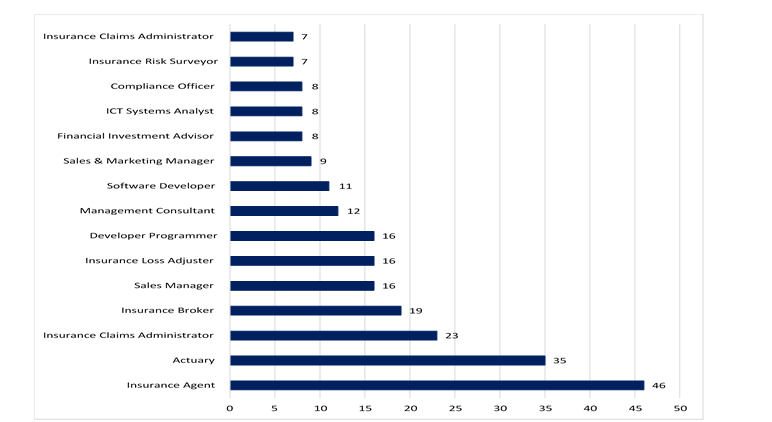 Insurance Claims Administrator 7
Insurance Risk Surveyor 7
Compliance Officer 8
ICT Systems Analyst 8
Financial Investment Advisor 8
Sales & Marketing Manager 9
Software Developer 11
Management Consultant 12
Developer Programmer 16
Insurance Loss Adjuster 16
Sales Manager 16
Insurance Broker 19
Insurance Claims Administrator 23
Actuary 35
Insurance Agent 46
0 5 10 15 20 25 30 35 40 45 50